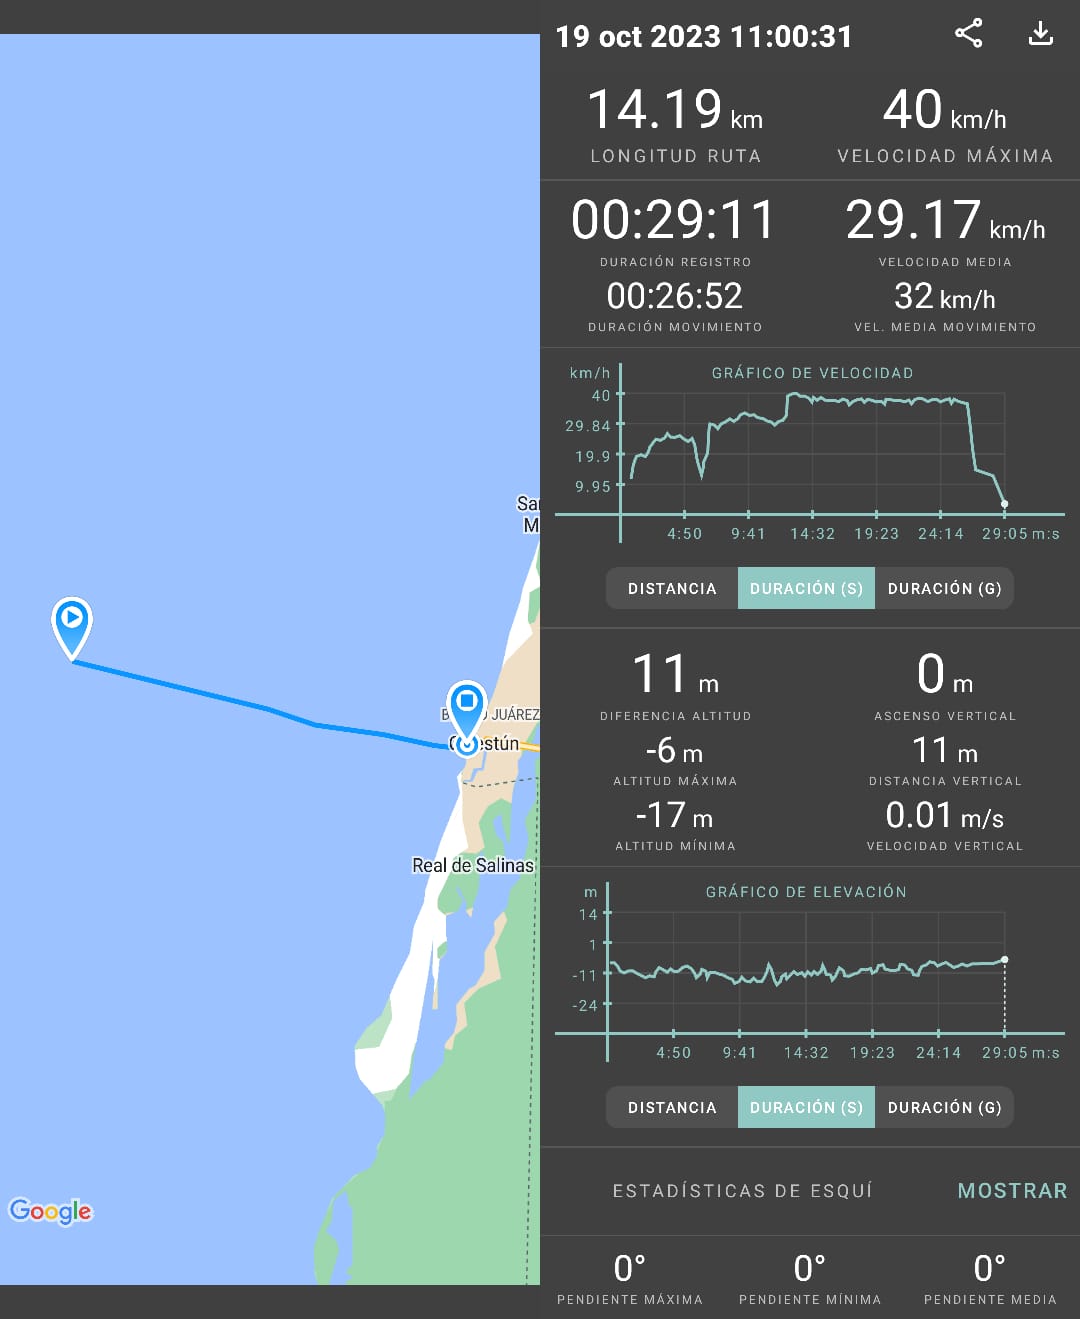 19 oct 2023 11:00:31
14.19 km
40 km/h
LONGITUD RUTA
VELOCIDAD MÁXIMA
00:29:11
29.17 km/h
DURACIÓN REGISTRO
VELOCIDAD MEDIA
00:26:52
32 km/h
DURACIÓN MOVIMIENTO
VEL. MEDIA MOVIMIENTO
km/h
GRÁFICO DE VELOCIDAD
40
29.84
19.9
9.95
4:50 9:41 14:32 19:23 24:14 29:05 m:s
DISTANCIA
DURACIÓN (S)
DURACIÓN (G)
11 m
0 m
DIFERENCIA ALTITUD
ASCENSO VERTICAL
-6 m
11 m
ALTITUD MÁXIMA
DISTANCIA VERTICAL
-17 m
0.01 m/s
ALTITUD MÍNIMA
VELOCIDAD VERTICAL
m
GRÁFICO DE ELEVACIÓN
14
1
-11
-24
4:50 9:41 14:32 19:23 24:14 29:05 m:s
DISTANCIA
DURACIÓN (S)
DURACIÓN (G)
ESTADÍSTICAS DE ESQUÍ
MOSTRAR
0°
0°
0°
PENDIENTE MÁXIMA
PENDIENTE MÍNIMA
PENDIENTE MEDIA
JUÁREZ
Real de Salinas
Google